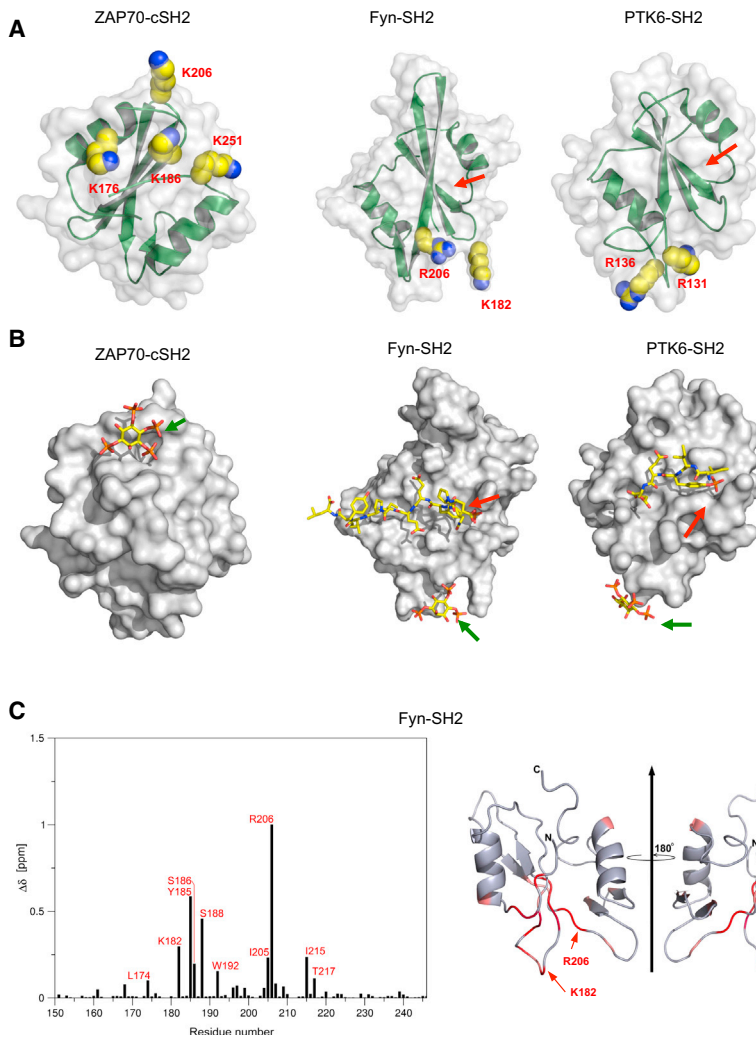 A
ZAP70-cSH2
Fyn-SH2
PTK6-SH2
K206
K251
K176
K186
R206
K182
R136
R131
B
ZAP70-cSH2
Fyn-SH2
PTK6-SH2
C
Fyn-SH2
1.5
1
0.5
0
Δδ [ppm]
R206
S186
Y185
S188
K182
I205
I215
W192
L174
T217
150 160 170 180 190 200 210 220 230 240
Residue number
C
N
180°
N
R206
K182